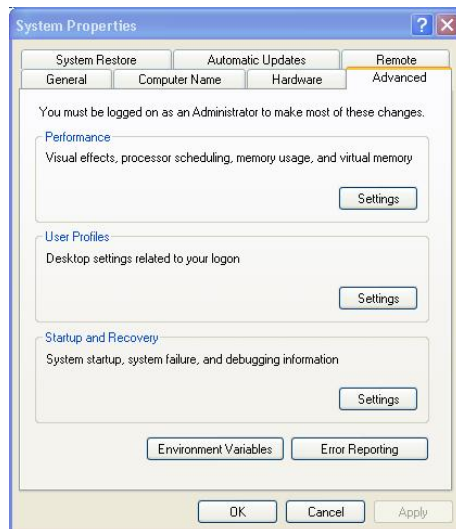 System Properties
System Restore Automatic Updates Remote
General Computer Name Hardware Advanced
You must be logged on as an Administrator to make most of these changes.
Performance
Visual effects, processor scheduling, memory usage, and virtual memory
Settings
User Profiles
Desktop settings related to your logon
Settings
Startup and Recovery
System startup, system failure, and debugging information
Settings
Environment Variables Error Reporting
OK Cancel Apply